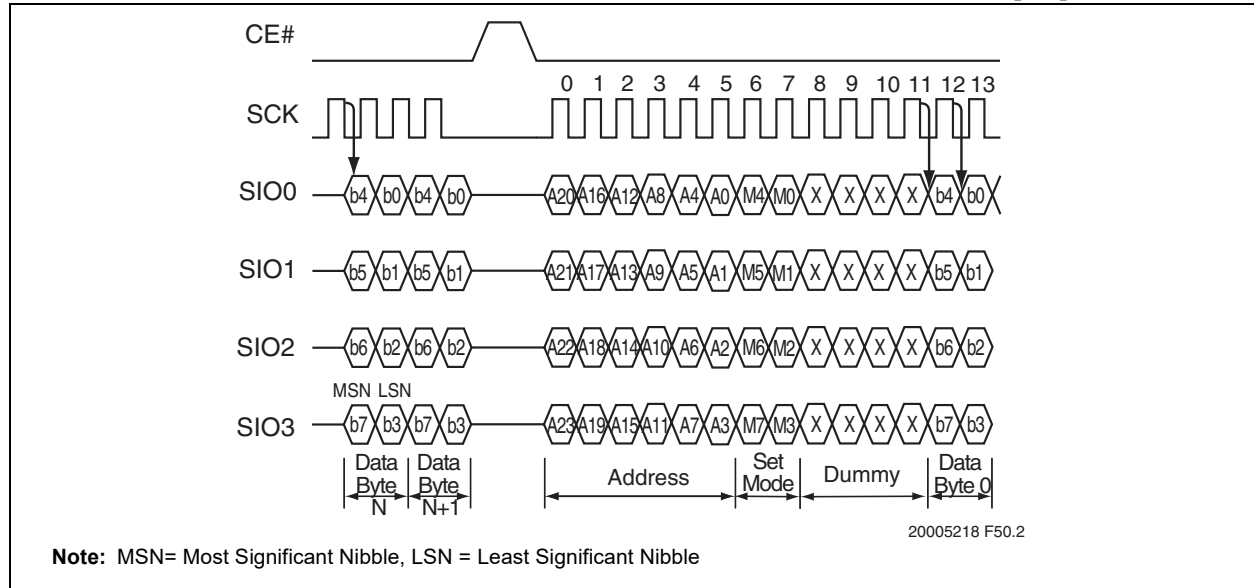 CE#
0 1 2 3 4 5 6 7 8 9 10 11 12 13
SCK
SIO0 b4 b0 b4 b0 A20 A16 A12 A8 A4 A0 M4 M0 X X X X b4 b0
SIO1 b5 b1 b5 b1 A21 A17 A13 A9 A5 A1 M5 M1 X X X X b5 b1
SIO2 b6 b2 b6 b2 A22 A18 A14 A10 A6 A2 M6 M2 X X X X b6 b2
MSN LSN
SIO3 b7 b3 b7 b3 A23 A19 A15 A11 A7 A3 M7 M3 X X X X b7 b3
Data Byte N
Data Byte N+1
Address
Set Mode
Dummy
Data Byte 0
20005218 F50.2
Note: MSN= Most Significant Nibble, LSN = Least Significant Nibble